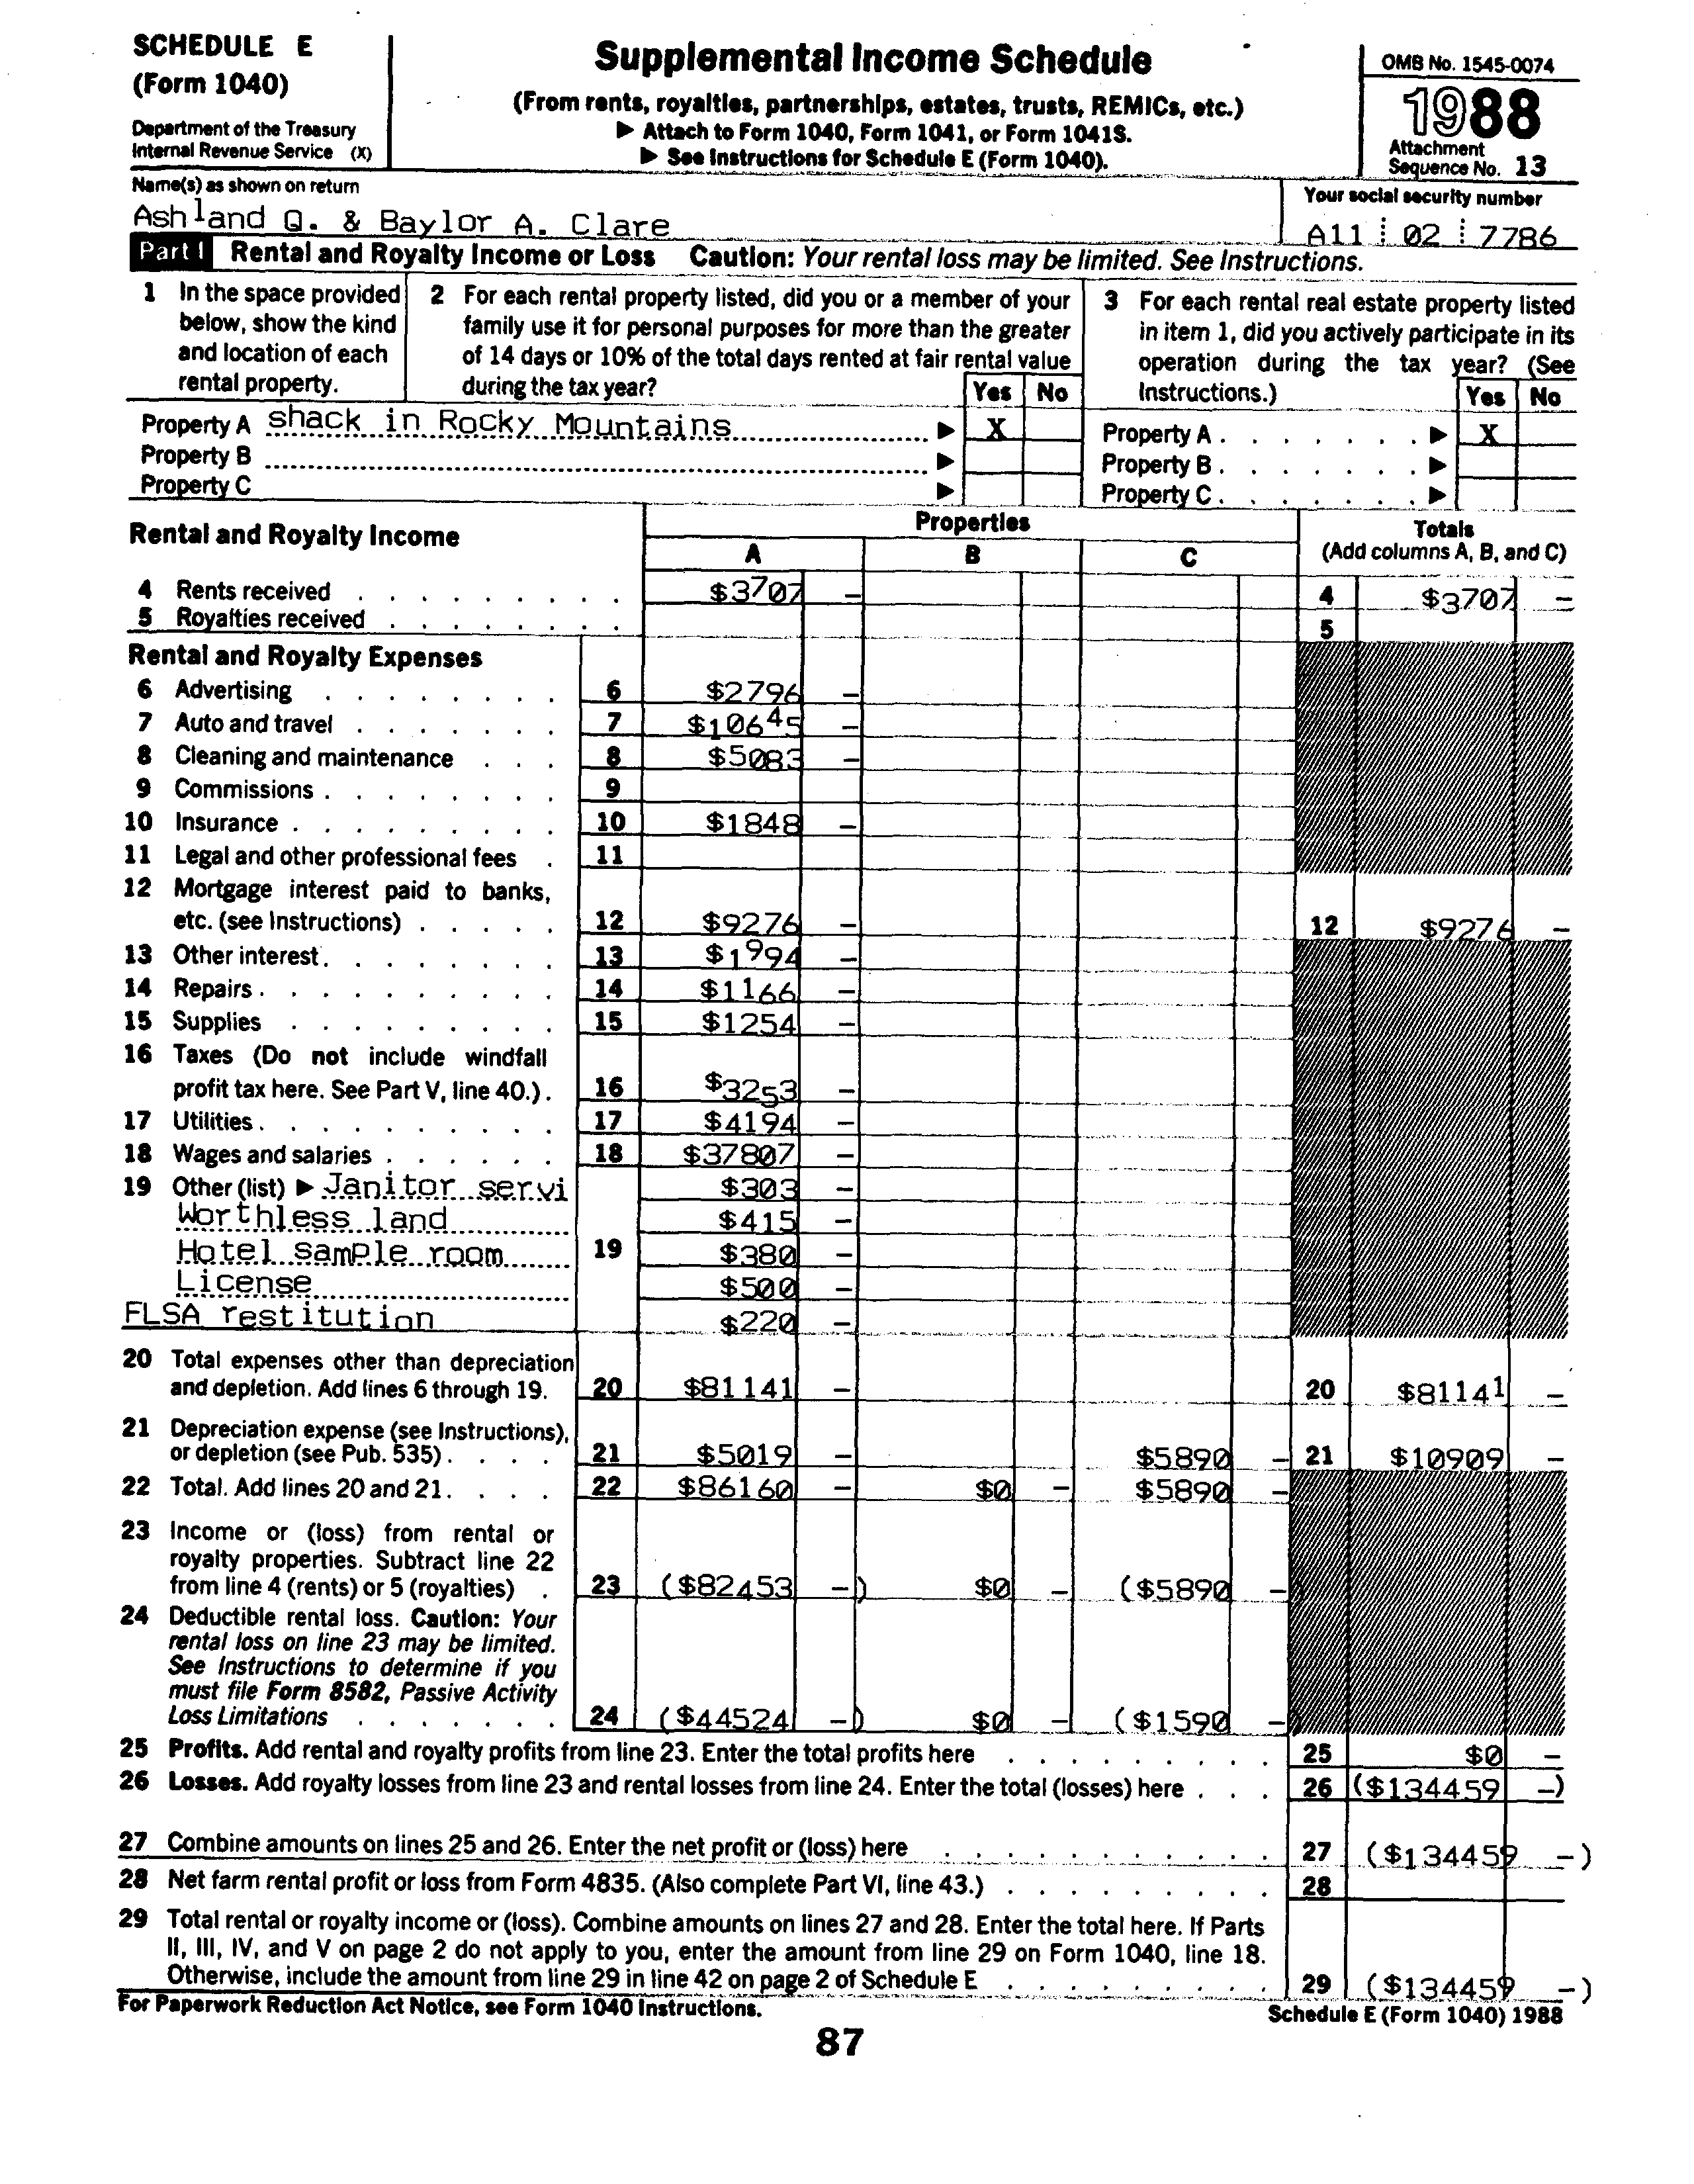 SCHEDULE E
(Form 1040)
Department of the Treasury
Internal Revenue Service (X)
Supplemental Income Schedule
(From rents, royalties, partnerships, estates, trusts, REMICs, etc.)
▶ Attach to Form 1040, Form 1041, or Form 1041S.
▶ See Instructions for Schedule E (Form 1040).
OMB No. 1545-0074
1988
Attachment
Sequence No. 13
Name(s) as shown on return
Ashland Q. & Baylor A. Clare
Your social security number
A11 02 7786
Part I Rental and Royalty Income or Loss Caution: Your rental loss may be limited. See Instructions.
1 In the space provided
below, show the kind
and location of each
rental property.
2 For each rental property listed, did you or a member of your
family use it for personal purposes for more than the greater
of 14 days or 10% of the total days rented at fair rental value
during the tax year?
Yes No
3 For each rental real estate property listed
in item 1, did you actively participate in its
operation during the tax year? (See
Instructions.)
Yes No
Property A shack in Rocky Mountains ▶ X Property A ▶ X
Property B ▶ Property B ▶
Property C ▶ Property C ▶
Rental and Royalty Income
Properties
A B C
Totals
(Add columns A, B, and C)
4 Rents received $3707 – 4 $3707 –
5 Royalties received 5
Rental and Royalty Expenses
6 Advertising 6 $2796 –
7 Auto and travel 7 $10645 –
8 Cleaning and maintenance 8 $5083 –
9 Commissions 9
10 Insurance 10 $1848 –
11 Legal and other professional fees 11
12 Mortgage interest paid to banks,
etc. (see Instructions) 12 $9276 – 12 $9276 –
13 Other interest 13 $1994 –
14 Repairs 14 $1166 –
15 Supplies 15 $1254 –
16 Taxes (Do not include windfall
profit tax here. See Part V, line 40.) 16 $3253 –
17 Utilities 17 $4194 –
18 Wages and salaries 18 $37807 –
19 Other (list) ▶ Janitor servi $303 –
Worthless land $415 –
Hotel sample room 19 $380 –
License $500 –
FLSA restitution $220 –
20 Total expenses other than depreciation
and depletion. Add lines 6 through 19. 20 $81141 – 20 $81141 –
21 Depreciation expense (see Instructions),
or depletion (see Pub. 535) 21 $5019 – $5890 – 21 $10909 –
22 Total. Add lines 20 and 21. 22 $86160 – $0 – $5890 –
23 Income or (loss) from rental or
royalty properties. Subtract line 22
from line 4 (rents) or 5 (royalties) 23 ($82453 –) $0 – ($5890 –)
24 Deductible rental loss. Caution: Your
rental loss on line 23 may be limited.
See Instructions to determine if you
must file Form 8582, Passive Activity
Loss Limitations 24 ($44524 –) $0 – ($1590 –)
25 Profits. Add rental and royalty profits from line 23. Enter the total profits here 25 $0 –
26 Losses. Add royalty losses from line 23 and rental losses from line 24. Enter the total (losses) here 26 ($134459 –)
27 Combine amounts on lines 25 and 26. Enter the net profit or (loss) here 27 ($134459 –)
28 Net farm rental profit or loss from Form 4835. (Also complete Part VI, line 43.) 28
29 Total rental or royalty income or (loss). Combine amounts on lines 27 and 28. Enter the total here. If Parts
II, III, IV, and V on page 2 do not apply to you, enter the amount from line 29 on Form 1040, line 18.
Otherwise, include the amount from line 29 in line 42 on page 2 of Schedule E 29 ($134459 –)
For Paperwork Reduction Act Notice, see Form 1040 Instructions.
Schedule E (Form 1040) 1988
87